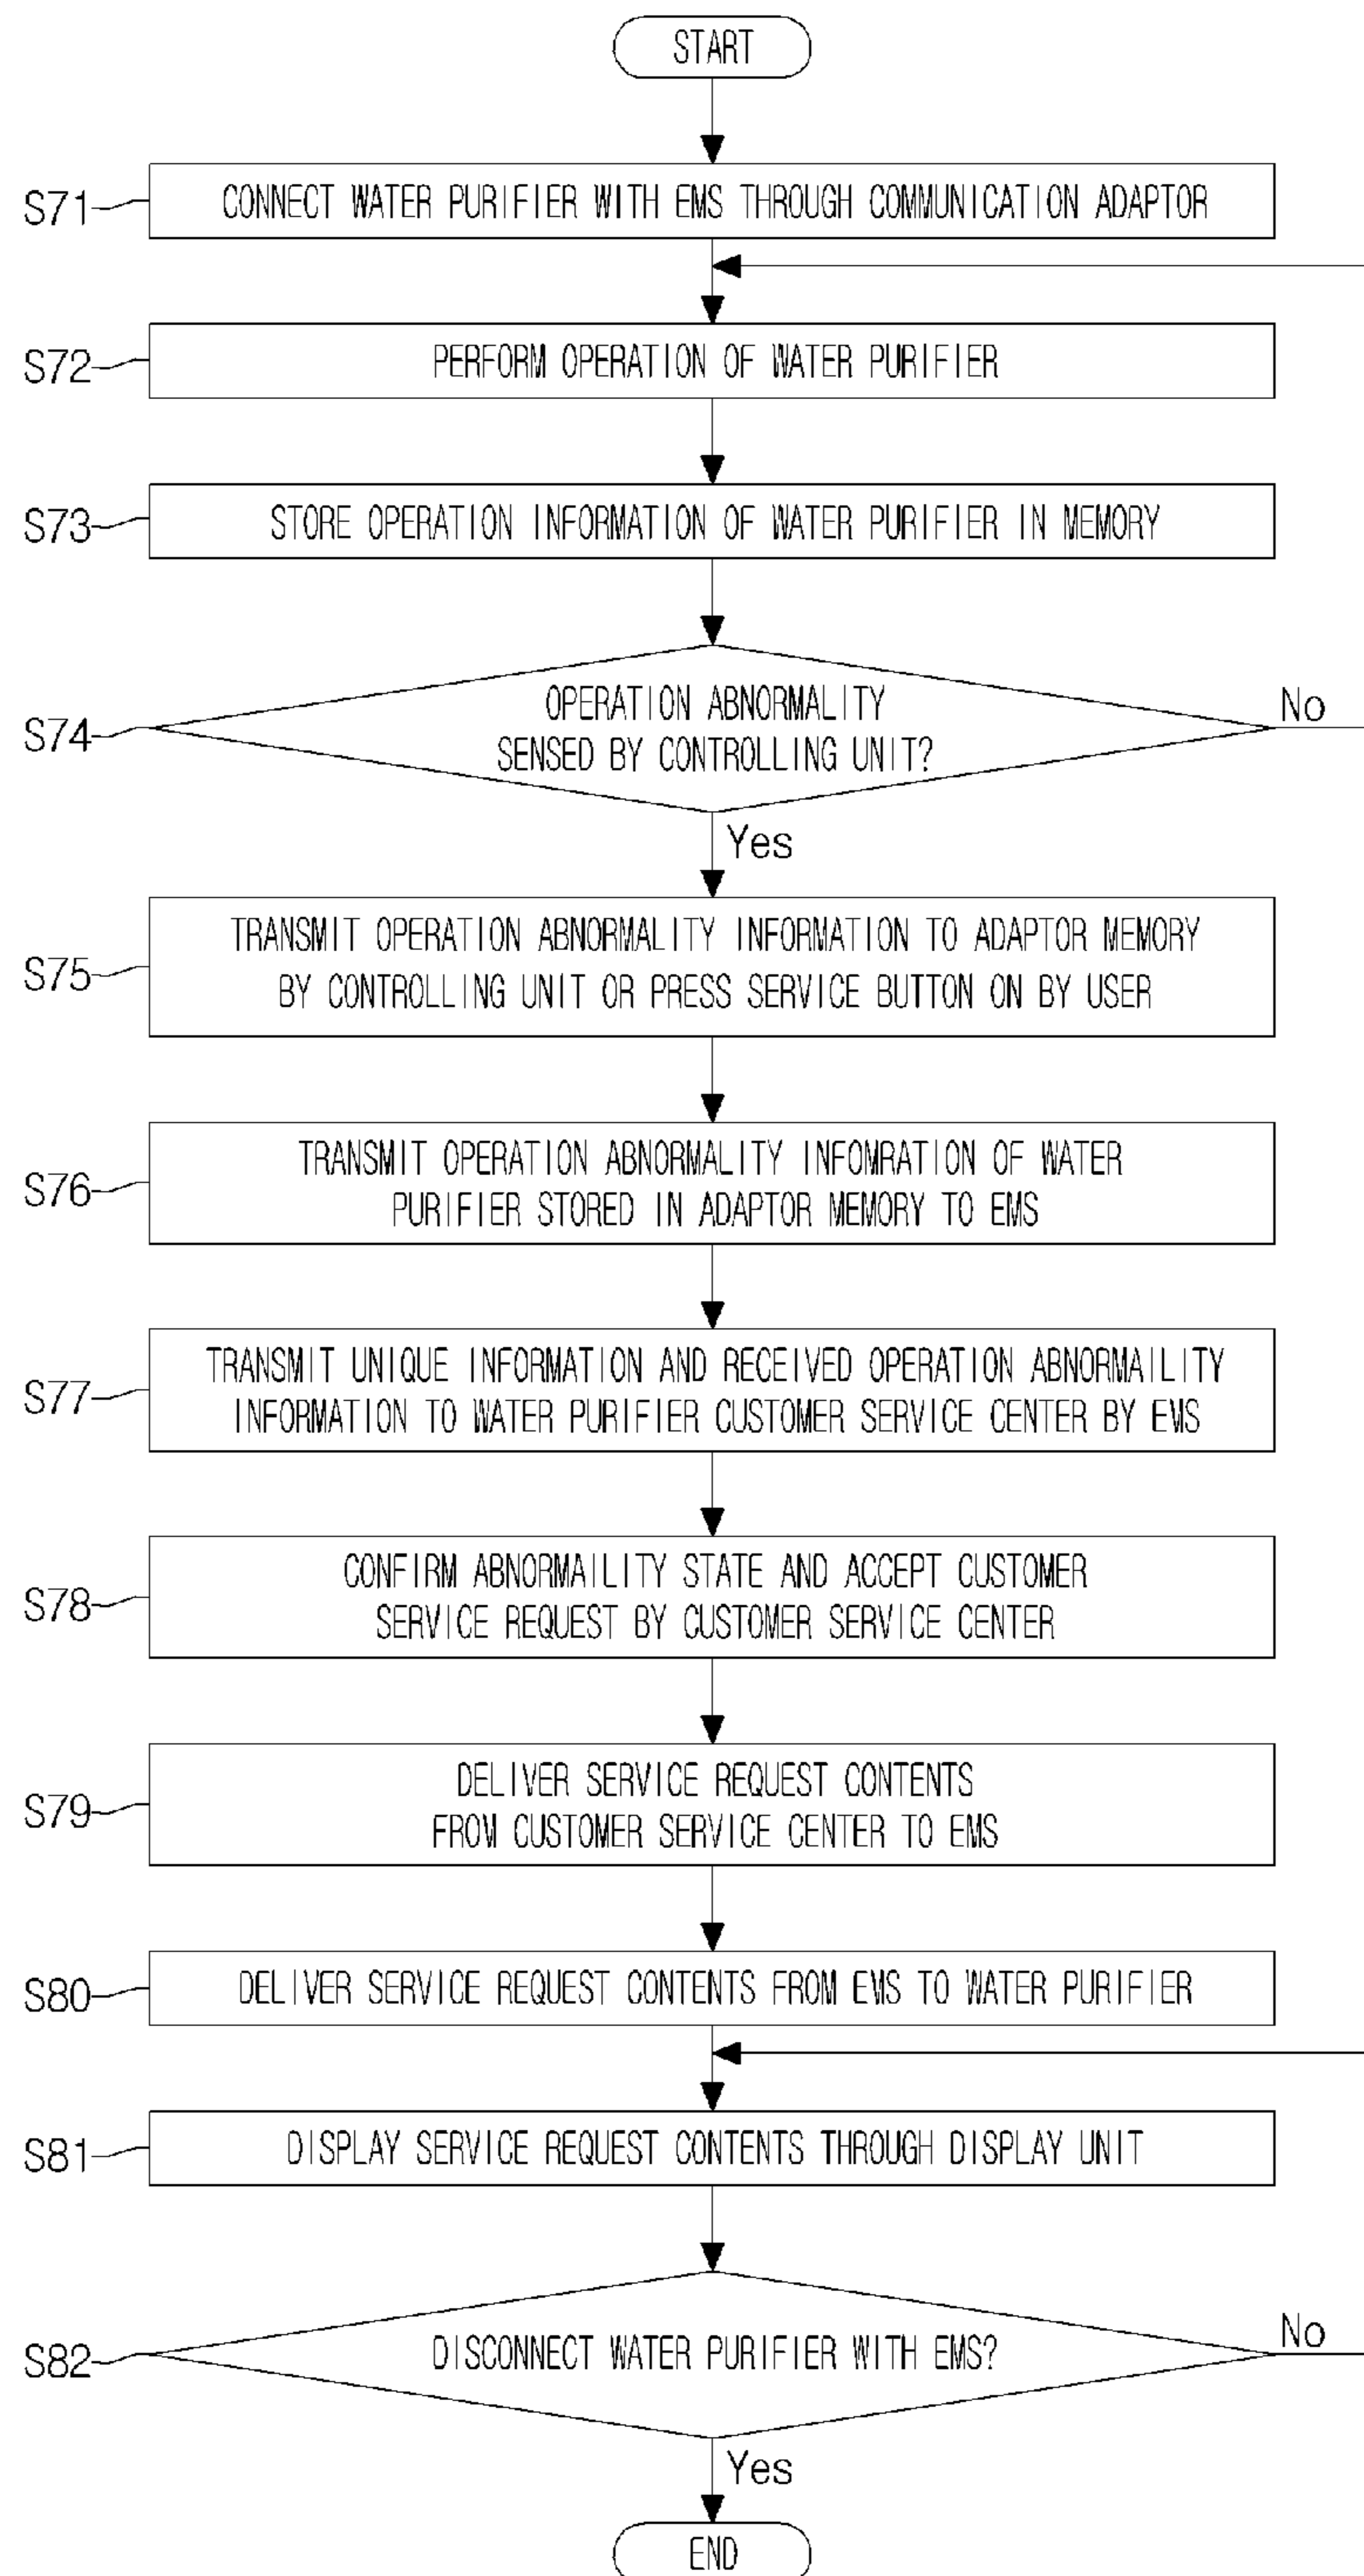 START
S71
CONNECT WATER PURIFIER WITH EMS THROUGH COMMUNICATION ADAPTOR
S72
PERFORM OPERATION OF WATER PURIFIER
S73
STORE OPERATION INFORMATION OF WATER PURIFIER IN MEMORY
S74
OPERATION ABNORMALITY
SENSED BY CONTROLLING UNIT?
No
Yes
S75
TRANSMIT OPERATION ABNORMALITY INFORMATION TO ADAPTOR MEMORY
BY CONTROLLING UNIT OR PRESS SERVICE BUTTON ON BY USER
S76
TRANSMIT OPERATION ABNORMALITY INFOMRATION OF WATER
PURIFIER STORED IN ADAPTOR MEMORY TO EMS
S77
TRANSMIT UNIQUE INFORMATION AND RECEIVED OPERATION ABNORMAILITY
INFORMATION TO WATER PURIFIER CUSTOMER SERVICE CENTER BY EMS
S78
CONFIRM ABNORMAILITY STATE AND ACCEPT CUSTOMER
SERVICE REQUEST BY CUSTOMER SERVICE CENTER
S79
DELIVER SERVICE REQUEST CONTENTS
FROM CUSTOMER SERVICE CENTER TO EMS
S80
DELIVER SERVICE REQUEST CONTENTS FROM EMS TO WATER PURIFIER
S81
DISPLAY SERVICE REQUEST CONTENTS THROUGH DISPLAY UNIT
S82
DISCONNECT WATER PURIFIER WITH EMS?
No
Yes
END